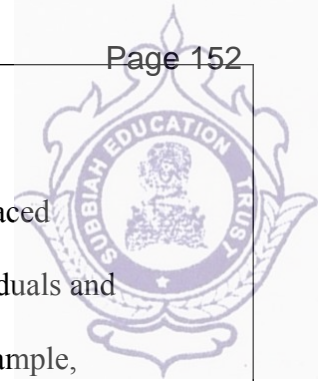 Page 152
SUBBIAH EDUCATION TRUST
aced
duals and
ample,